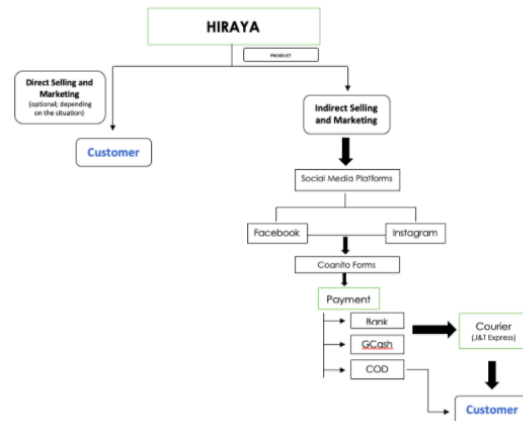 HIRAYA
PRODUCT
Direct Selling and
Marketing
(optional; depending
on the situation)
Indirect Selling
and Marketing
Customer
Social Media Platforms
Facebook
Instagram
Cognito Forms
Payment
Bank
GCash
COD
Courier
(J&T Express)
Customer